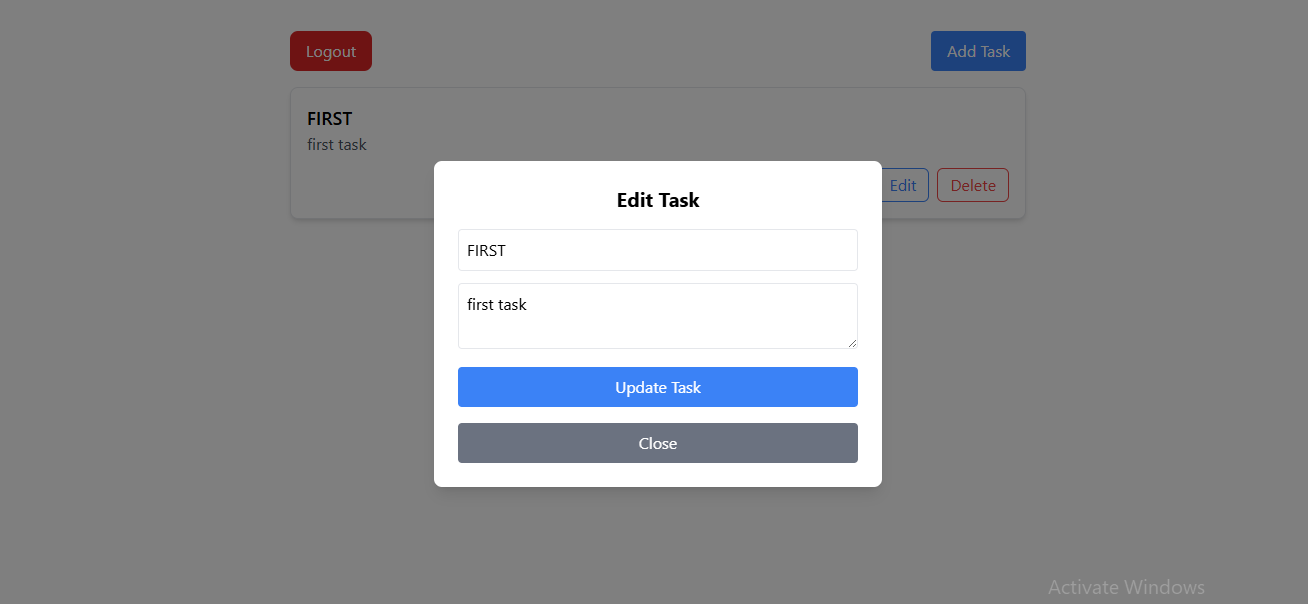 Logout
Add Task
FIRST
first task
Edit
Delete
Edit Task
FIRST
first task
Update Task
Close
Activate Windows